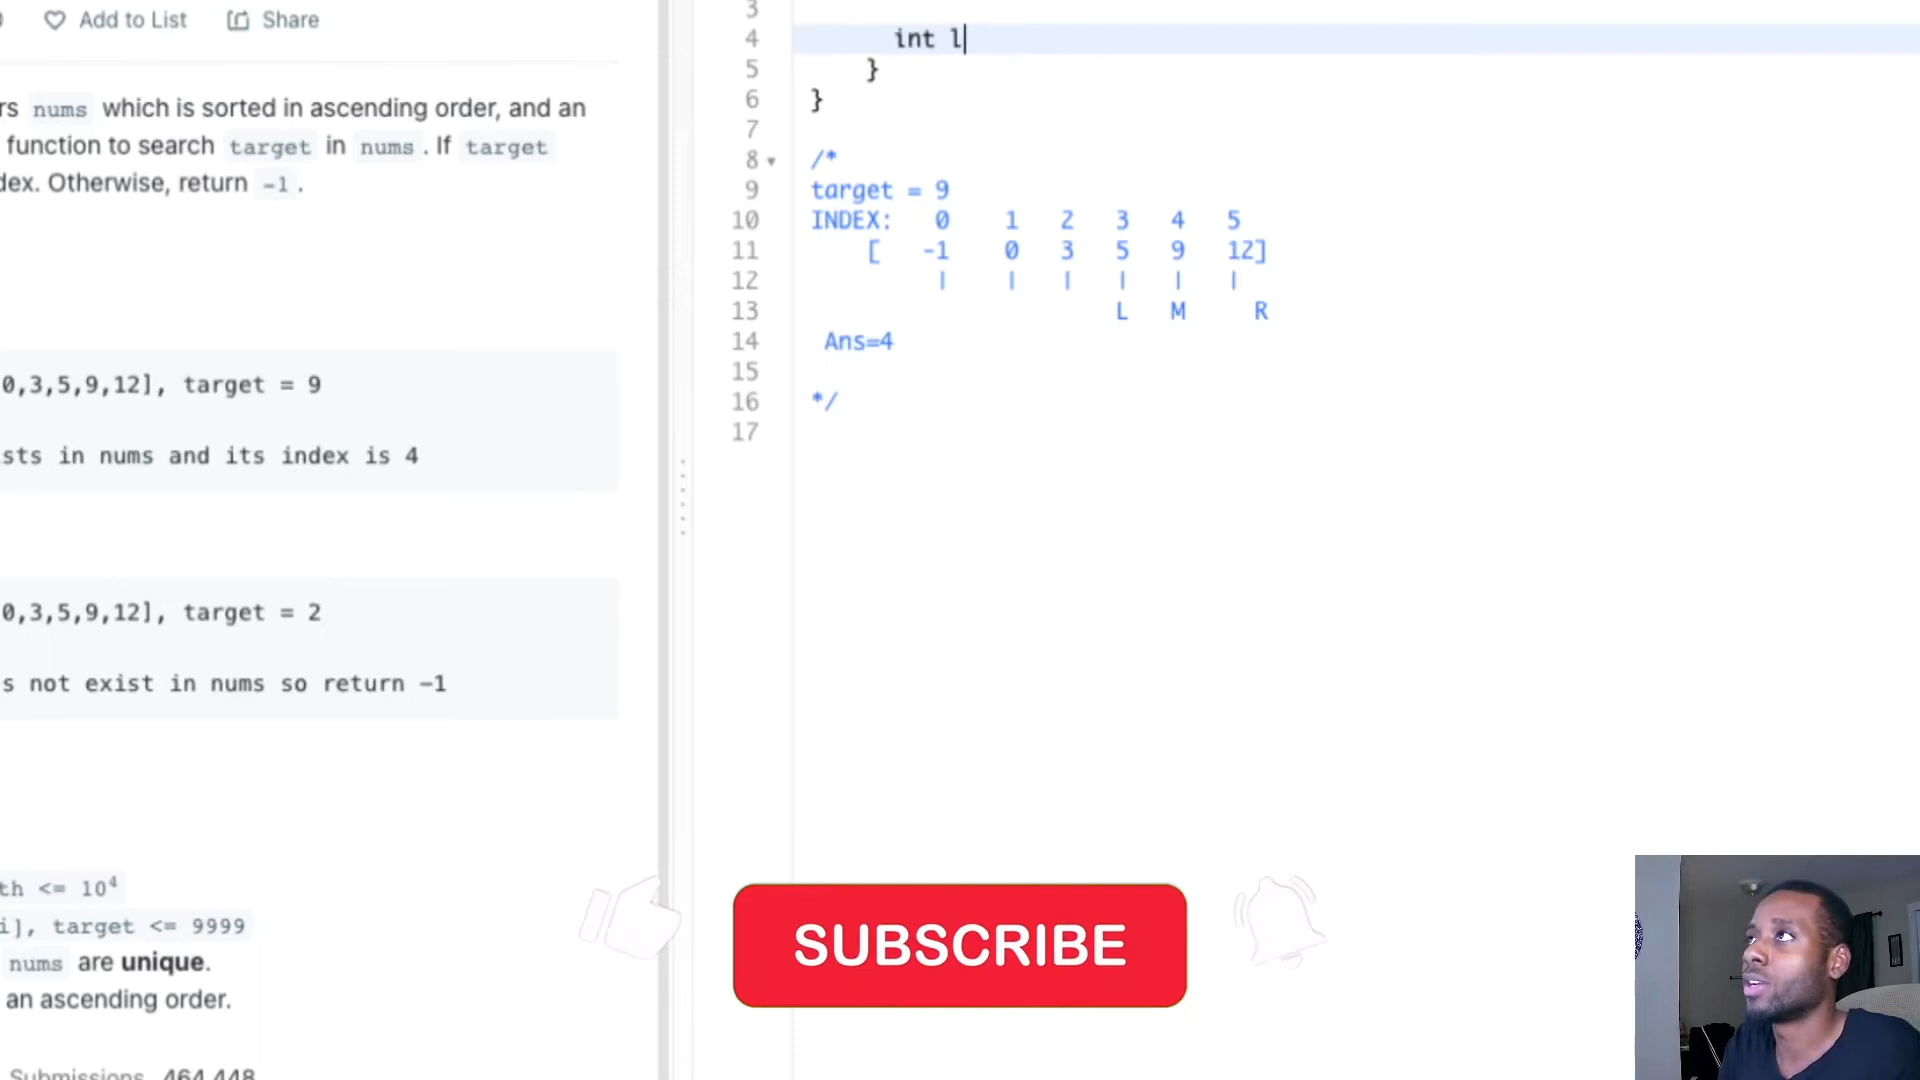 Add to List Share
rs nums which is sorted in ascending order, and an
function to search target in nums . If target
dex. Otherwise, return -1 .
0,3,5,9,12], target = 9
sts in nums and its index is 4
0,3,5,9,12], target = 2
s not exist in nums so return -1
th <= 10⁴
i], target <= 9999
nums are unique.
an ascending order.
Submissions 464,448
3
4 int l
5 }
6 }
7
8 /*
9 target = 9
10 INDEX: 0 1 2 3 4 5
11 [ -1 0 3 5 9 12]
12 | | | | | |
13 L M R
14 Ans=4
15
16 */
17
SUBSCRIBE